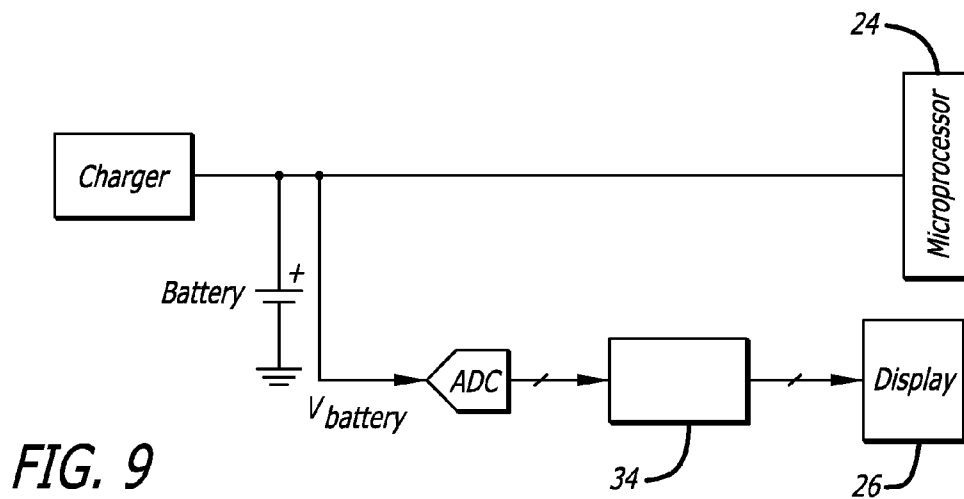 24
Microprocessor
Charger
+
Battery
ADC
Display
V battery
34
26
FIG. 9